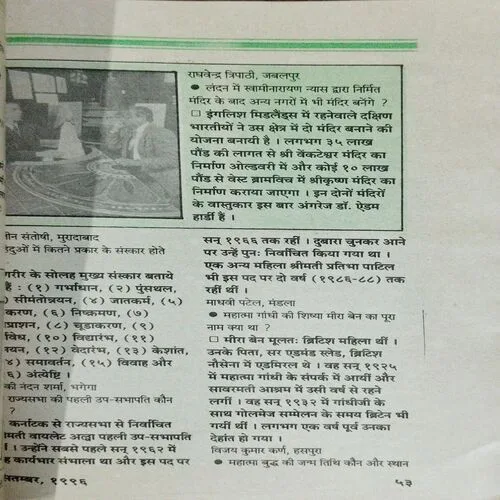 राघवेन्द्र त्रिपाठी, जबलपुर
● लंदन में स्वामीनारायण न्यास द्वारा निर्मित
मंदिर के बाद अन्य नगरों में भी मंदिर बनेंगे ?
□ इंगलिश मिडलैंड्स में रहनेवाले दक्षिण
भारतीयों ने उस क्षेत्र में दो मंदिर बनाने की
योजना बनायी है । लगभग ३५ लाख
पौंड की लागत से श्री वेंकटेश्वर मंदिर का
निर्माण ओल्डवरी में और कोई १० लाख
पौंड से वेस्ट ब्रामविच में श्रीकृष्ण मंदिर का
निर्माण कराया जाएगा । इन दोनों मंदिरों
के वास्तुकार इस बार अंगरेज डॉ. ऐडम
हार्डी हैं ।
संतोषी, मुरादाबाद
में कितने प्रकार के संस्कार होते
के सोलह मुख्य संस्कार बताये
हैं : (१) गर्भाधान, (२) पुंसथल,
सीमंतोन्नयन, (४) जातकर्म, (५)
करण, (६) निष्क्रमण, (७)
प्राशन, (८) चूडाकरण, (९)
(१०) विद्यारंभ, (११)
(१२) वेदारंभ, (१३) केशांत,
समावर्तन, (१५) विवाह और
६) अंत्येष्टि ।
की नंदन शर्मा, भगेगा
राज्यसभा की पहली उप-सभापति कौन
?
कर्नाटक से राज्यसभा से निर्वाचित
वायलेट अल्वा पहली उप-सभापति
। उन्होंने सबसे पहले सन् १९६२ में
कार्यभार संभाला था और इस पद पर
सन् १९६६ तक रहीं । दुबारा चुनकर आने
पर उन्हें पुनः निर्वाचित किया गया था ।
एक अन्य महिला श्रीमती प्रतिभा पाटिल
भी इस पद पर दो वर्ष (१९८६-८८) तक
रहीं थीं ।
माधवी पटेल, मंडला
● महात्मा गांधी की शिष्या मीरा बेन का पूरा
नाम क्या था ?
□ मीरा बेन मूलतः ब्रिटिश महिला थीं ।
उनके पिता, सर एडमंड स्लेड, ब्रिटिश
नौसेना में एडमिरल थे । वह सन् १९२५
में महात्मा गांधी के संपर्क में आयीं और
साबरमती आश्रम में उसी वर्ष से रहने
लगीं । वह सन् १९३२ में गांधीजी के
साथ गोलमेज सम्मेलन के समय ब्रिटेन भी
गयीं थीं । लगभग एक वर्ष पूर्व उनका
देहांत हो गया ।
विजय कुमार कर्ण, हसपुरा
● महात्मा बुद्ध की जन्म तिथि कौन और स्थान
सितम्बर, १९९६
५३